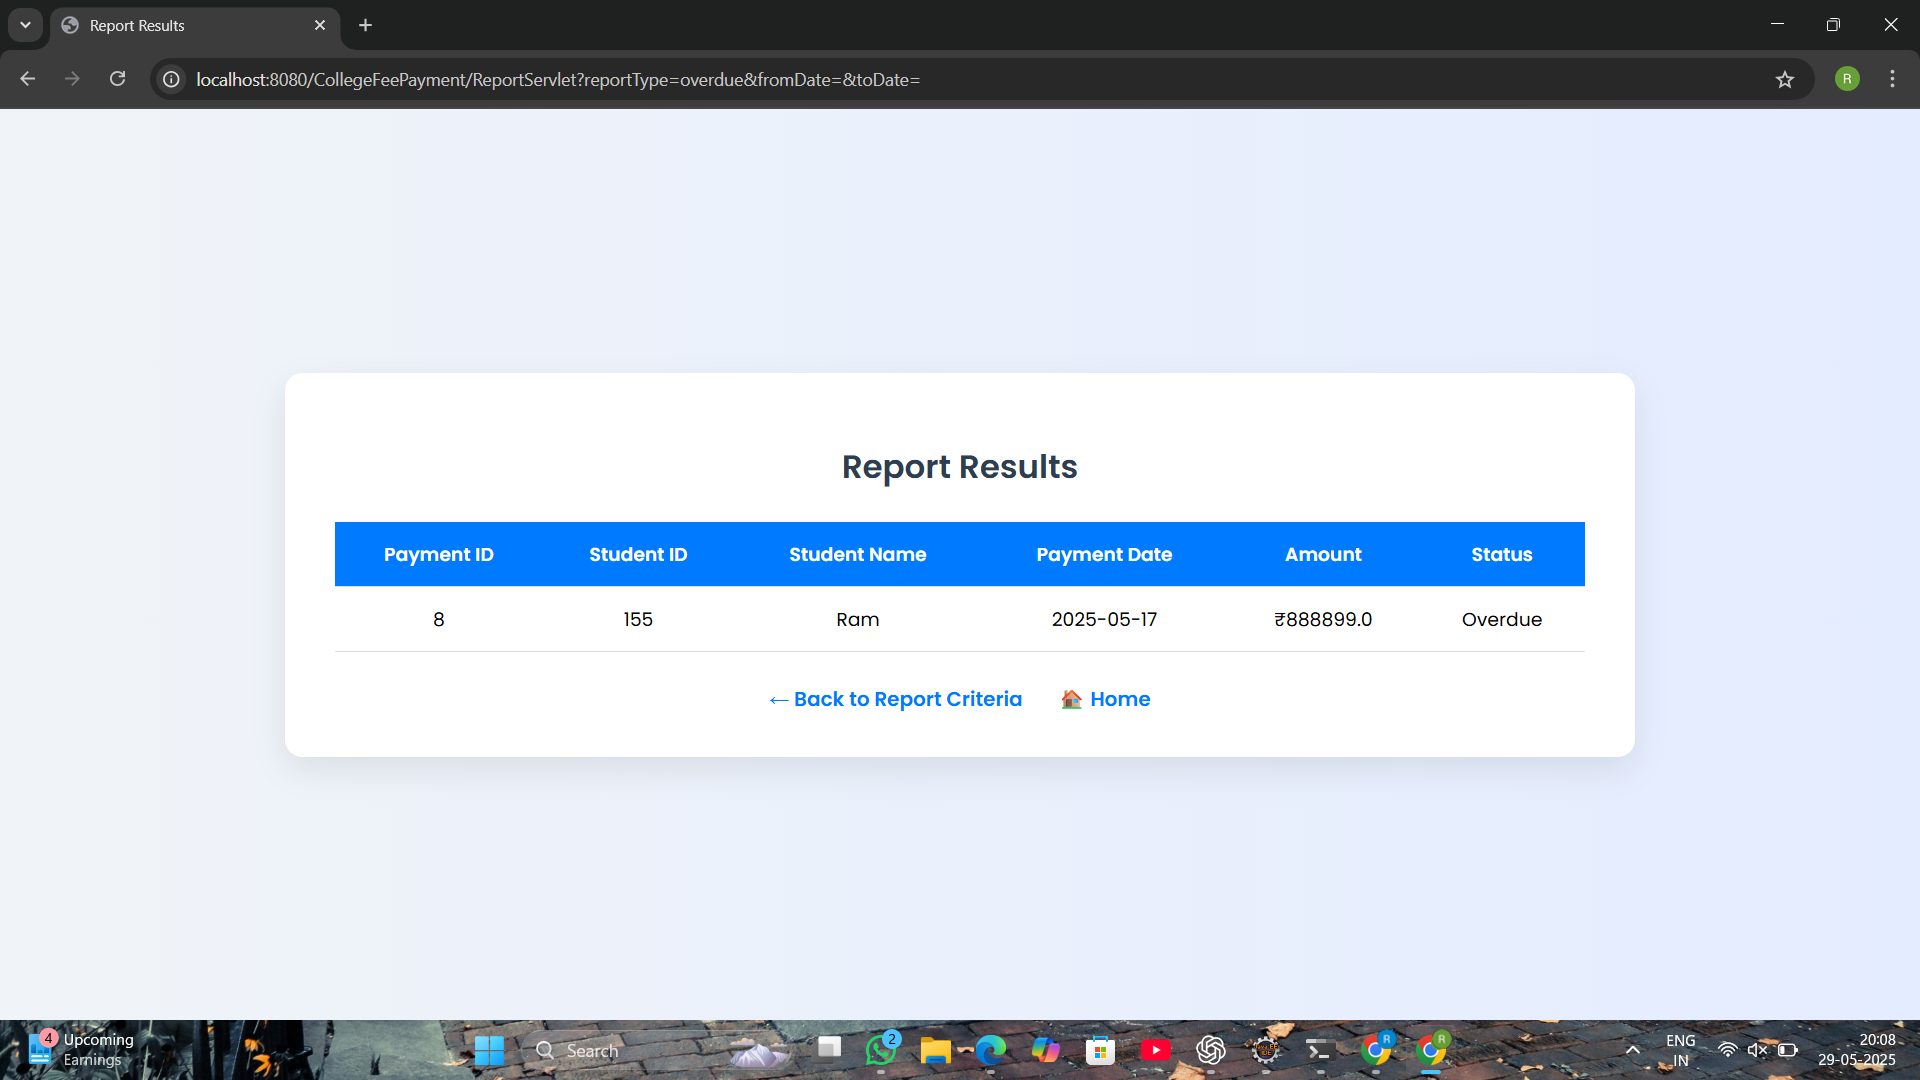 Report Results
localhost:8080/CollegeFeePayment/ReportServlet?reportType=overdue&fromDate=&toDate=
R
Report Results
Payment ID Student ID Student Name Payment Date Amount Status
8 155 Ram 2025-05-17 ₹888899.0 Overdue
← Back to Report Criteria 🏠 Home
4
Upcoming
Earnings
Search
2
R
R
ENG
IN
20:08
29-05-2025